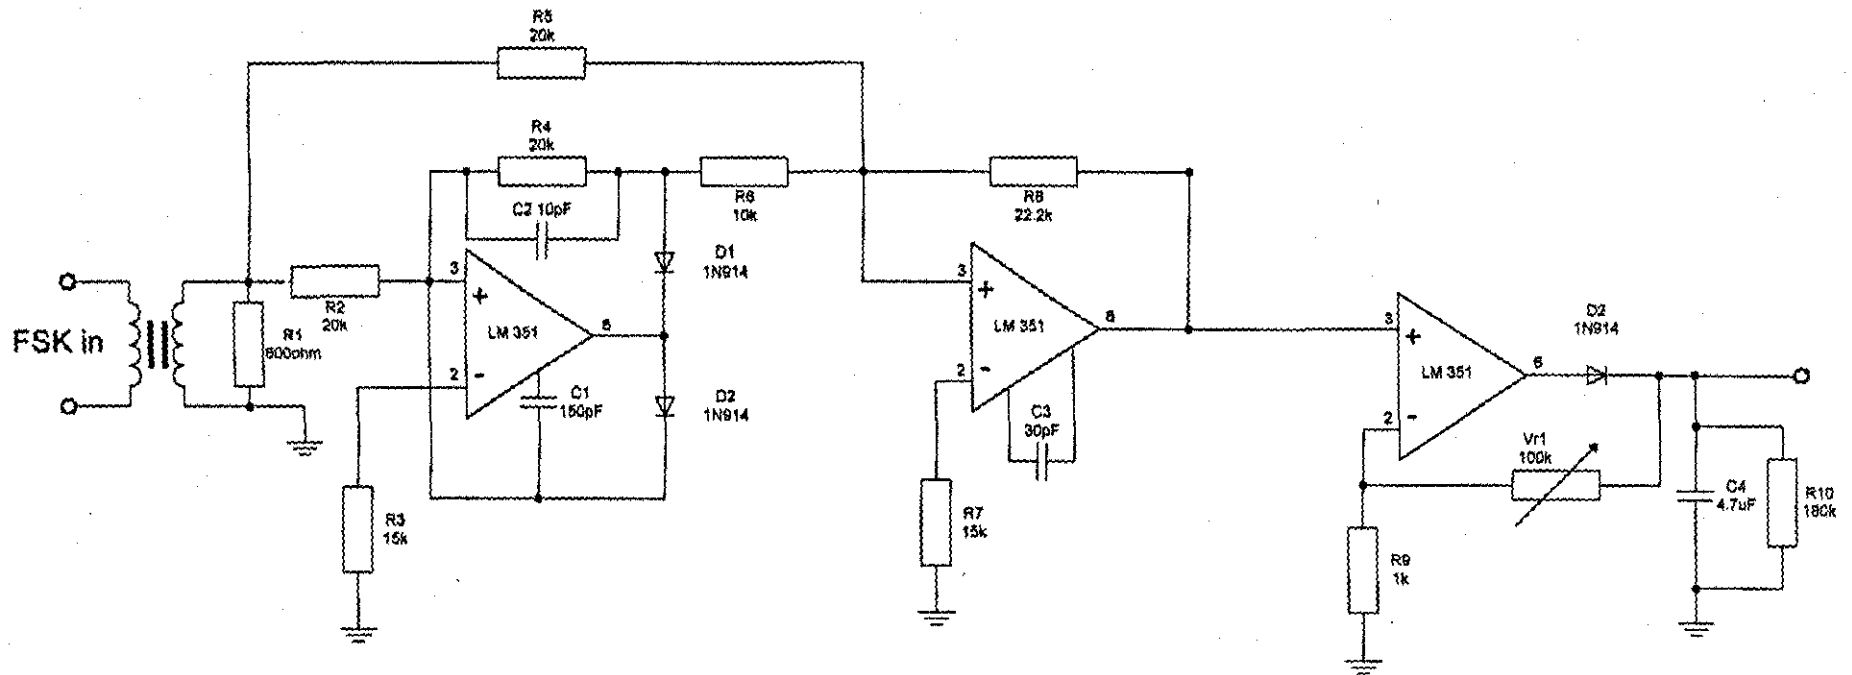 R5
20k
R4
20k
C2 10pF
R6
10k
R8
22.2k
D1
1N914
FSK in
R1
600ohm
R2
20k
3
+
LM 351
6
2
-
C1
150pF
D2
1N914
R3
15k
3
+
LM 351
6
2
-
C3
30pF
R7
15k
3
+
LM 351
6
2
-
D2
1N914
Vr1
100k
R9
1k
C4
4.7uF
R10
180k